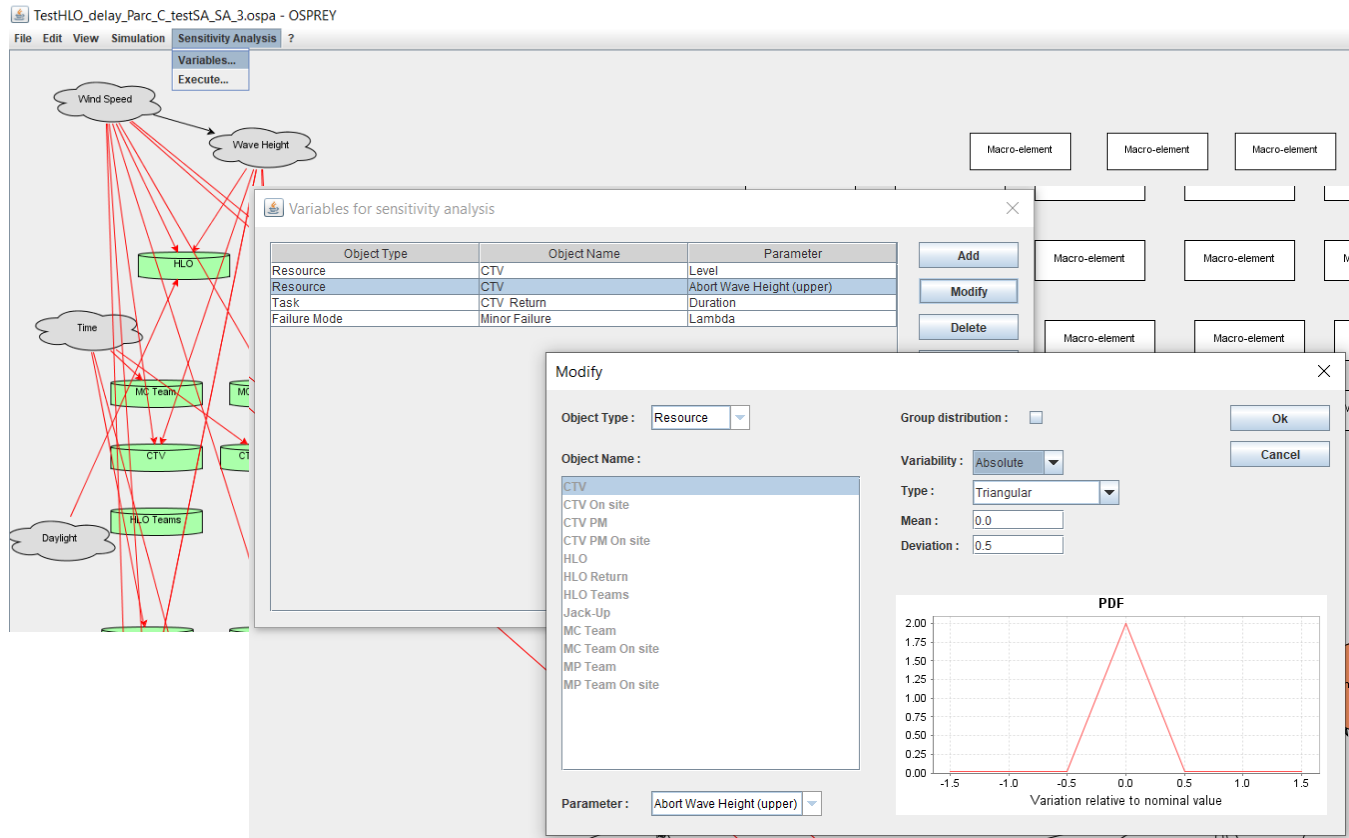 TestHLO_delay_Parc_C_testSA_SA_3.ospa - OSPREY
File Edit View Simulation Sensitivity Analysis ?
Variables...
Execute...
Wind Speed
Wave Height
Macro-element
Macro-element
Macro-element
HLO
Time
MC Team
MC
CTV
CT
HLO Teams
Daylight
Macro-element
Macro-element
M
Macro-element
Macro-element
Variables for sensitivity analysis
Object Type Object Name Parameter
Resource CTV Level
Resource CTV Abort Wave Height (upper)
Task CTV Return Duration
Failure Mode Minor Failure Lambda
Add
Modify
Delete
Modify
Object Type : Resource
Object Name :
CTV
CTV On site
CTV PM
CTV PM On site
HLO
HLO Return
HLO Teams
Jack-Up
MC Team
MC Team On site
MP Team
MP Team On site
Parameter : Abort Wave Height (upper)
Group distribution :
Variability : Absolute
Type : Triangular
Mean : 0.0
Deviation : 0.5
Ok
Cancel
PDF
2.00
1.75
1.50
1.25
1.00
0.75
0.50
0.25
0.00
-1.5 -1.0 -0.5 0.0 0.5 1.0 1.5
Variation relative to nominal value